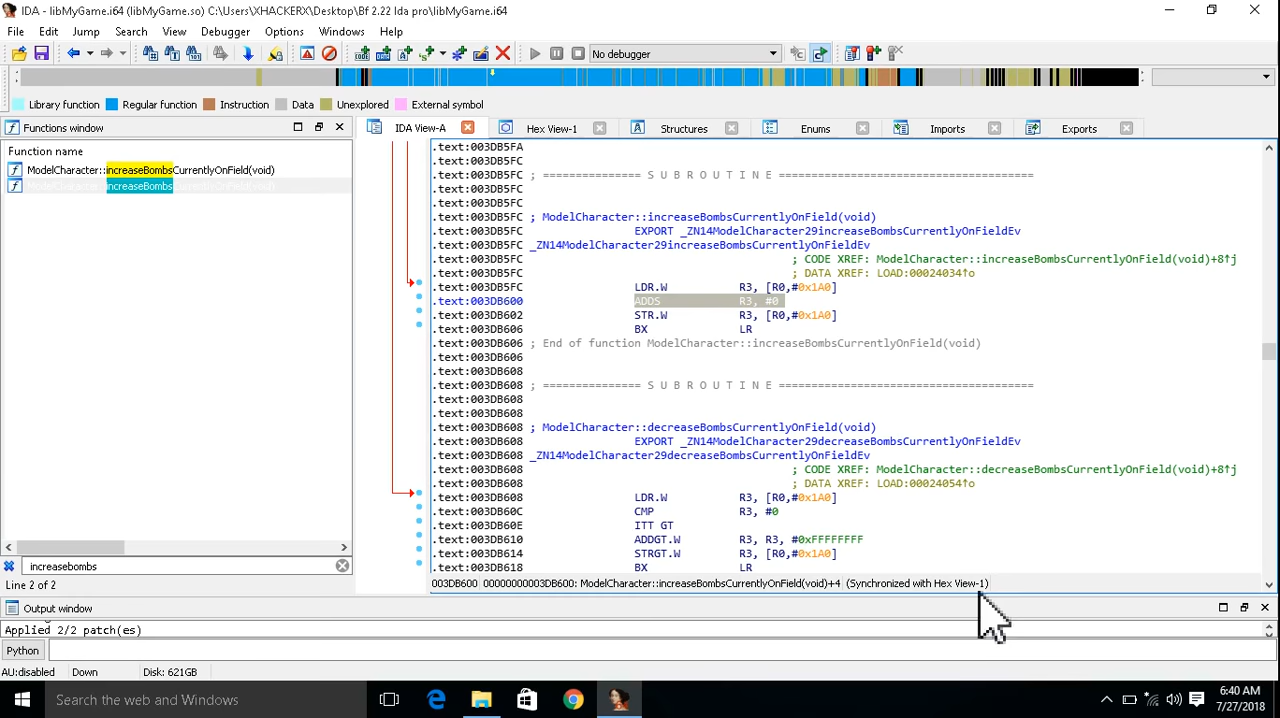 IDA - libMyGame.i64 (libMyGame.so) C:\Users\XHACKERX\Desktop\Bf 2.22 Ida pro\libMyGame.i64
File Edit Jump Search View Debugger Options Windows Help
No debugger
Library function Regular function Instruction Data Unexplored External symbol
Functions window
IDA View-A Hex View-1 Structures Enums Imports Exports
Function name
ModelCharacter::increaseBombsCurrentlyOnField(void)
ModelCharacter::increaseBombsCurrentlyOnField(void)
.text:003DB5FA
.text:003DB5FC ; =============== S U B R O U T I N E =======================================
.text:003DB5FC
.text:003DB5FC
.text:003DB5FC ; ModelCharacter::increaseBombsCurrentlyOnField(void)
.text:003DB5FC EXPORT _ZN14ModelCharacter29increaseBombsCurrentlyOnFieldEv
.text:003DB5FC _ZN14ModelCharacter29increaseBombsCurrentlyOnFieldEv
.text:003DB5FC ; CODE XREF: ModelCharacter::increaseBombsCurrentlyOnField(void)+8↑j
.text:003DB5FC ; DATA XREF: LOAD:00024034↑o
.text:003DB5FC LDR.W R3, [R0,#0x1A0]
.text:003DB600 ADDS R3, #0
.text:003DB602 STR.W R3, [R0,#0x1A0]
.text:003DB606 BX LR
.text:003DB606 ; End of function ModelCharacter::increaseBombsCurrentlyOnField(void)
.text:003DB606
.text:003DB606
.text:003DB608 ; =============== S U B R O U T I N E =======================================
.text:003DB608
.text:003DB608
.text:003DB608 ; ModelCharacter::decreaseBombsCurrentlyOnField(void)
.text:003DB608 EXPORT _ZN14ModelCharacter29decreaseBombsCurrentlyOnFieldEv
.text:003DB608 _ZN14ModelCharacter29decreaseBombsCurrentlyOnFieldEv
.text:003DB608 ; CODE XREF: ModelCharacter::decreaseBombsCurrentlyOnField(void)+8↑j
.text:003DB608 ; DATA XREF: LOAD:00024054↑o
.text:003DB608 LDR.W R3, [R0,#0x1A0]
.text:003DB60C CMP R3, #0
.text:003DB60E ITT GT
.text:003DB610 ADDGT.W R3, R3, #0xFFFFFFFF
.text:003DB614 STRGT.W R3, [R0,#0x1A0]
.text:003DB618 BX LR
increasebombs
Line 2 of 2
003DB600 00000000003DB600: ModelCharacter::increaseBombsCurrentlyOnField(void)+4 (Synchronized with Hex View-1)
Output window
Applied 2/2 patch(es)
Python
AU:disabled Down Disk: 621GB
Search the web and Windows
6:40 AM
7/27/2018